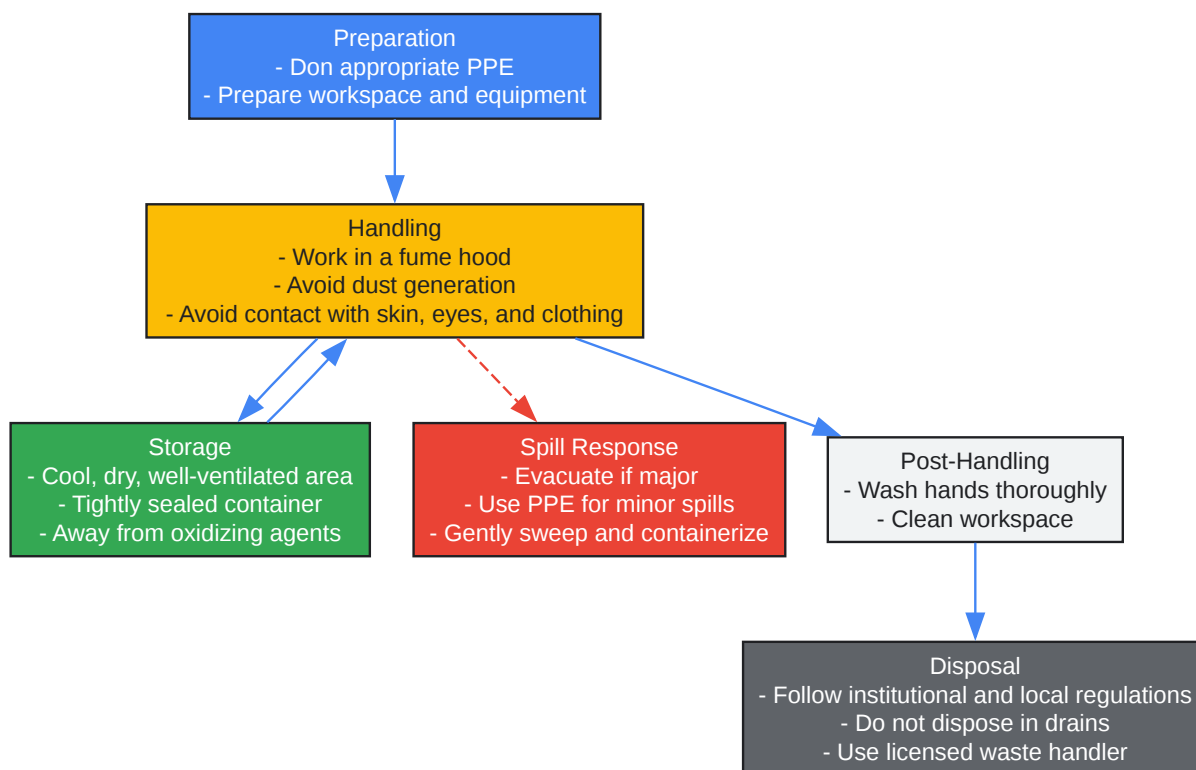 Preparation
- Don appropriate PPE
- Prepare workspace and equipment
Handling
- Work in a fume hood
- Avoid dust generation
- Avoid contact with skin, eyes, and clothing
Storage
- Cool, dry, well-ventilated area
- Tightly sealed container
- Away from oxidizing agents
Spill Response
- Evacuate if major
- Use PPE for minor spills
- Gently sweep and containerize
Post-Handling
- Wash hands thoroughly
- Clean workspace
Disposal
- Follow institutional and local regulations
- Do not dispose in drains
- Use licensed waste handler